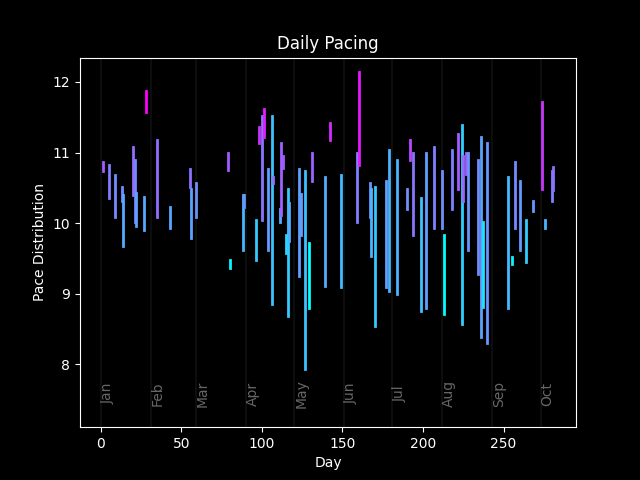 Daily Pacing
12
11
10
9
8
Pace Distribution
Jan
Feb
Mar
Apr
May
Jun
Jul
Aug
Sep
Oct
0 50 100 150 200 250
Day